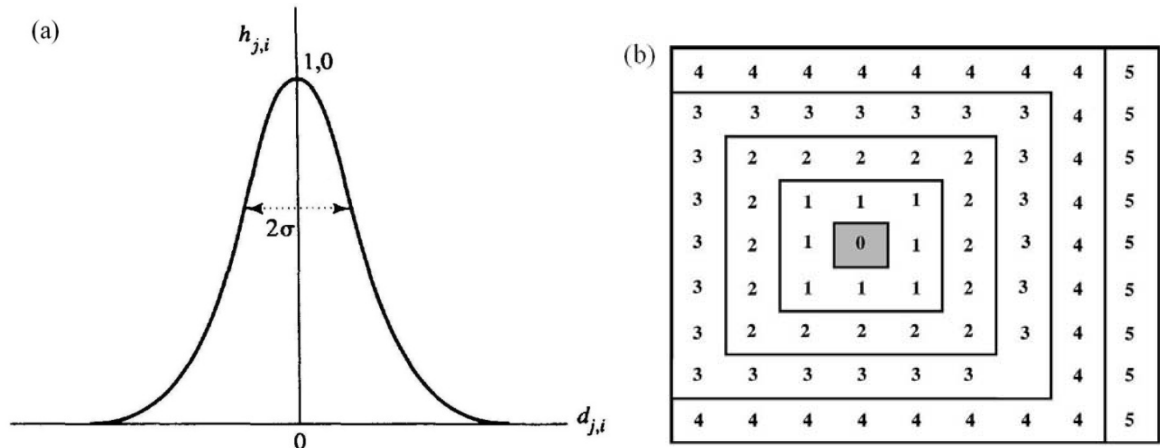 (a)
h_{j,i}
1,0
2σ
0
d_{j,i}
(b)
4 4 4 4 4 4 4 4 5
3 3 3 3 3 3 3 4 5
3 2 2 2 2 2 3 4 5
3 2 1 1 1 2 3 4 5
3 2 1 0 1 2 3 4 5
3 2 1 1 1 2 3 4 5
3 2 2 2 2 2 3 4 5
3 3 3 3 3 3 4 5
4 4 4 4 4 4 4 4 5